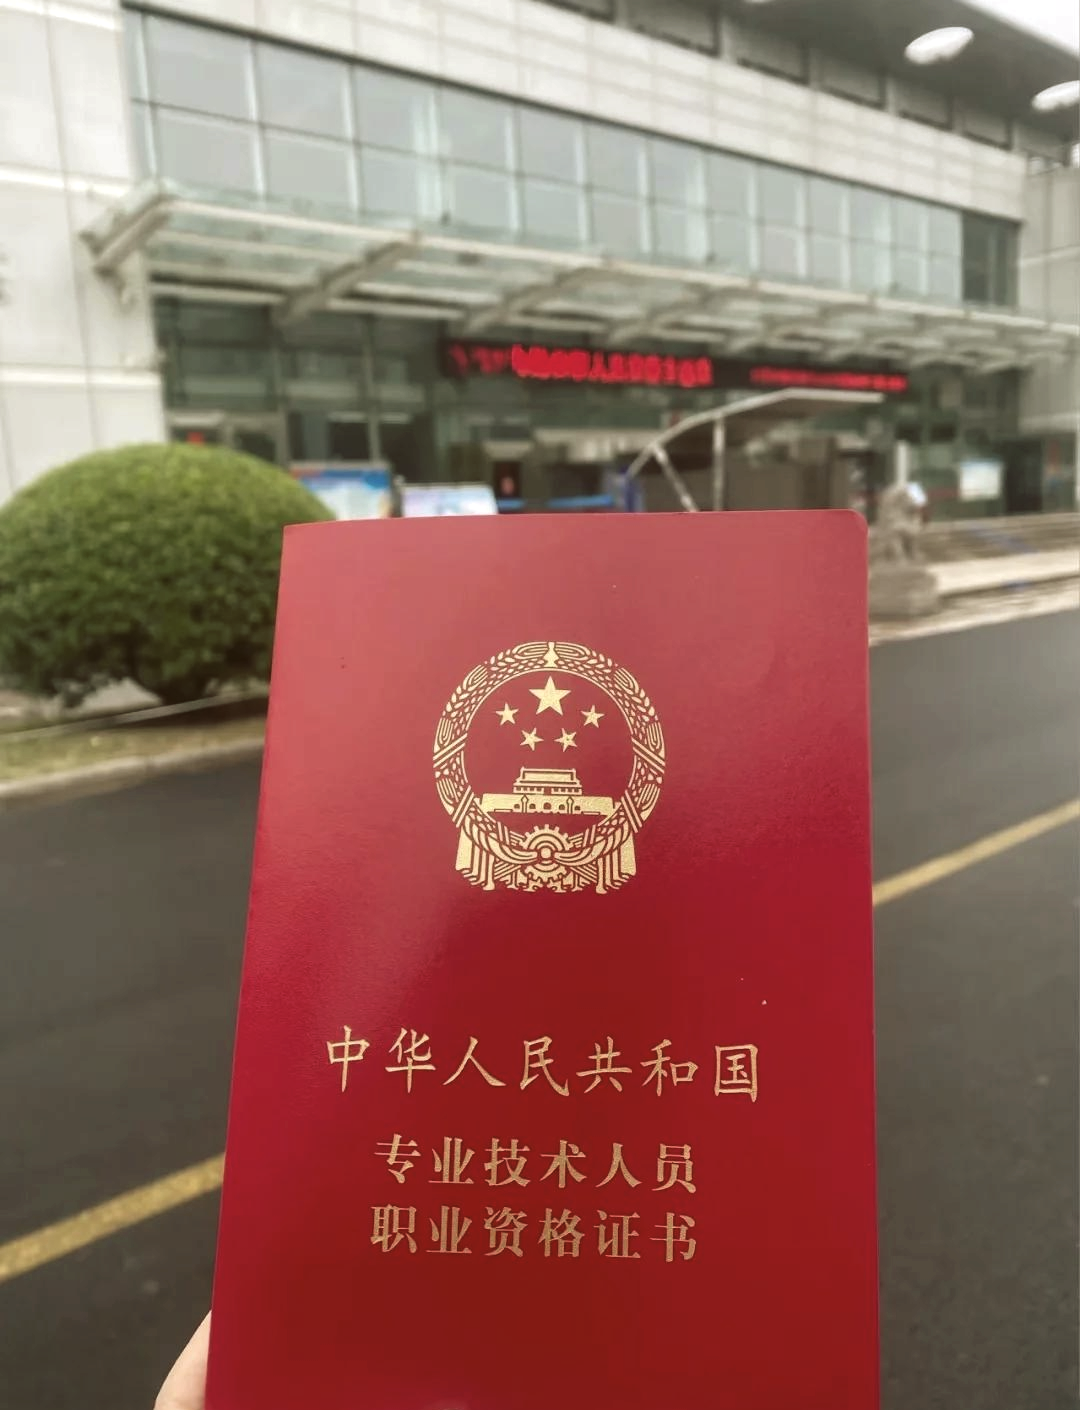 中华人民共和国
专业技术人员
职业资格证书